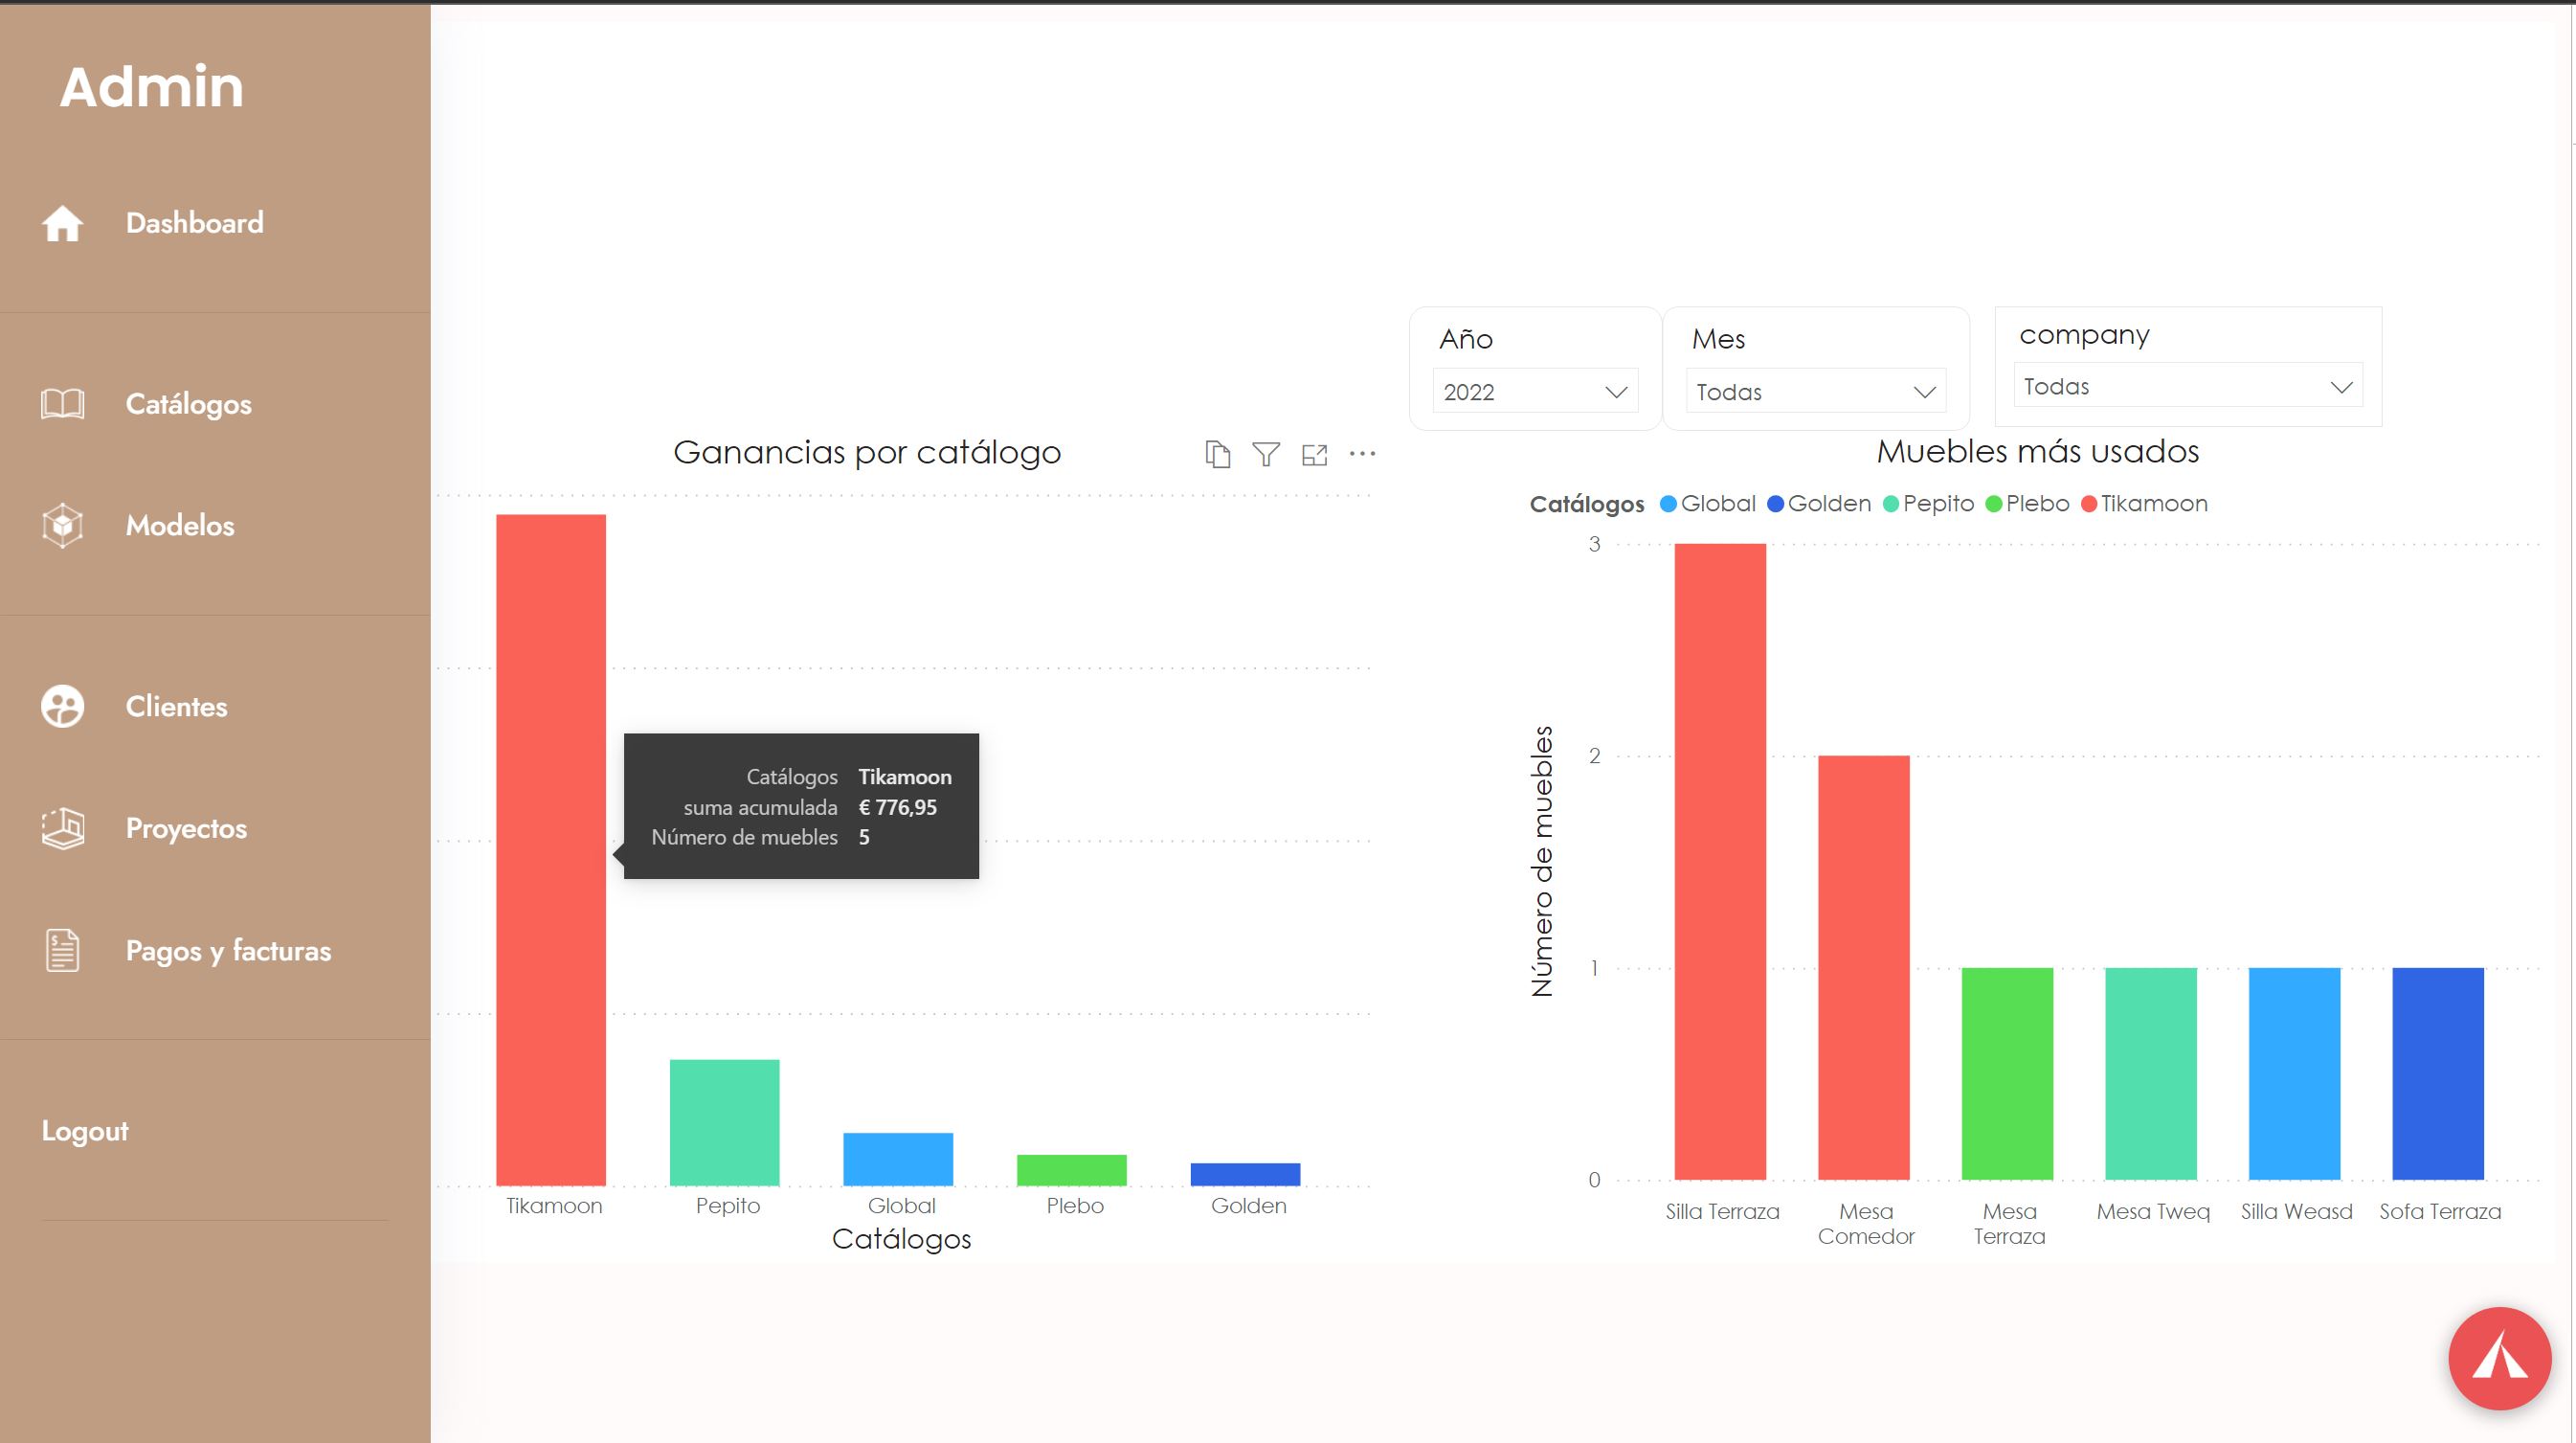 Admin
Dashboard
Catálogos
Modelos
Clientes
Proyectos
Pagos y facturas
Logout
Año
2022
Mes
Todas
company
Todas
Ganancias por catálogo
Catálogos Tikamoon
suma acumulada € 776,95
Número de muebles 5
Tikamoon Pepito Global Plebo Golden
Catálogos
Muebles más usados
Catálogos Global Golden Pepito Plebo Tikamoon
Número de muebles
3
2
1
0
Silla Terraza
Mesa
Comedor
Mesa
Terraza
Mesa Tweq
Silla Weasd
Sofa Terraza